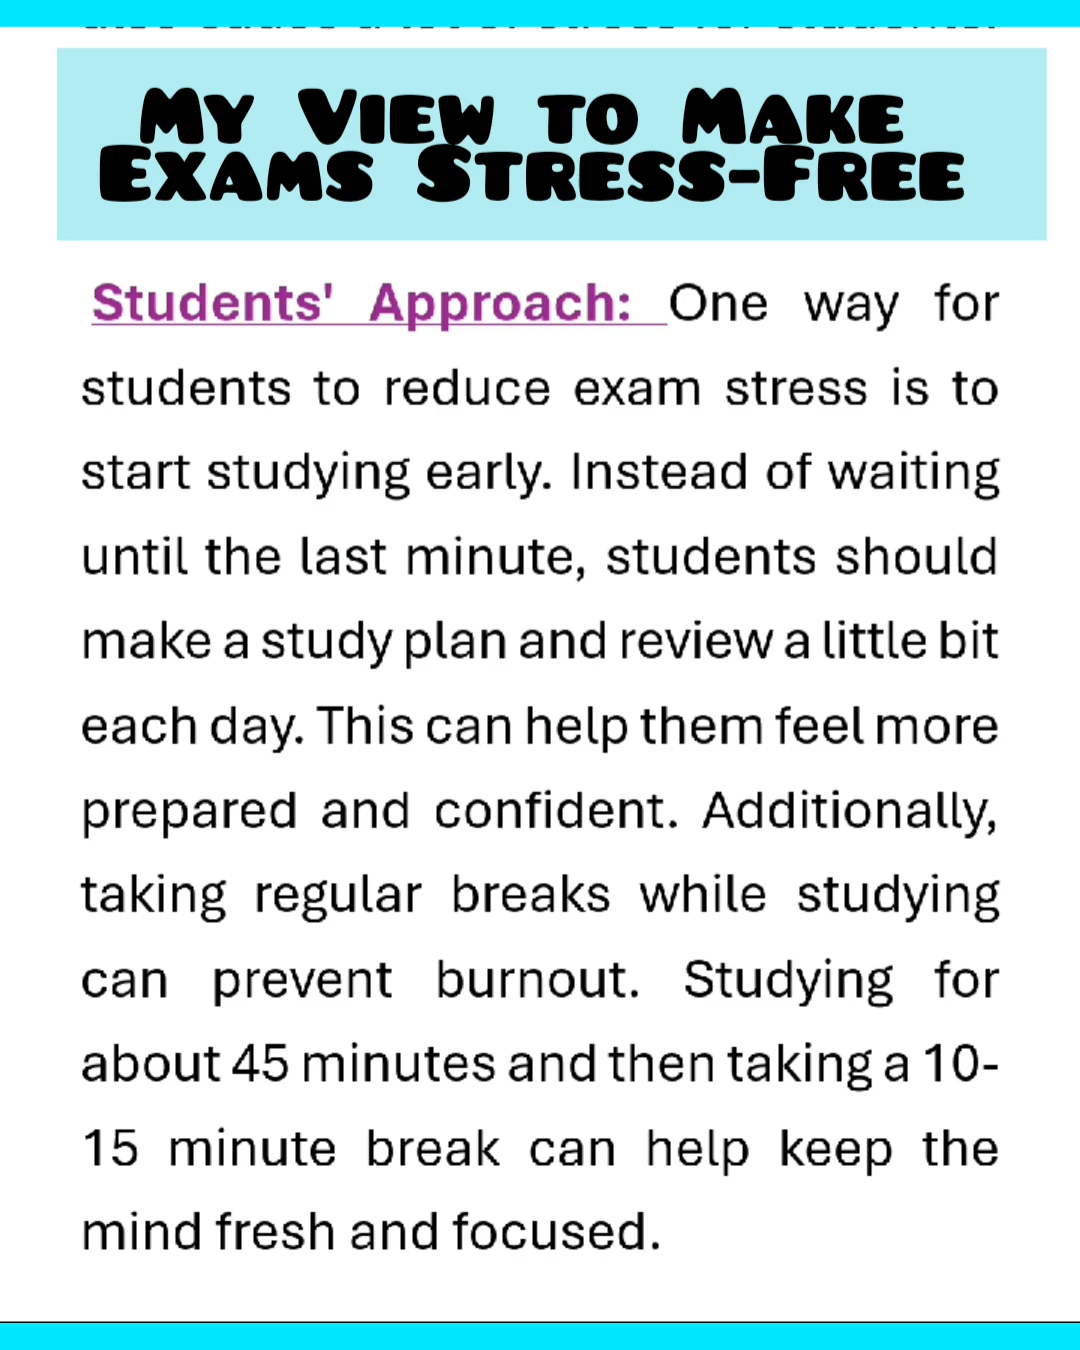 My View to Make
Exams Stress-Free
Students' Approach: One way for
students to reduce exam stress is to
start studying early. Instead of waiting
until the last minute, students should
make a study plan and review a little bit
each day. This can help them feel more
prepared and confident. Additionally,
taking regular breaks while studying
can prevent burnout. Studying for
about 45 minutes and then taking a 10-
15 minute break can help keep the
mind fresh and focused.